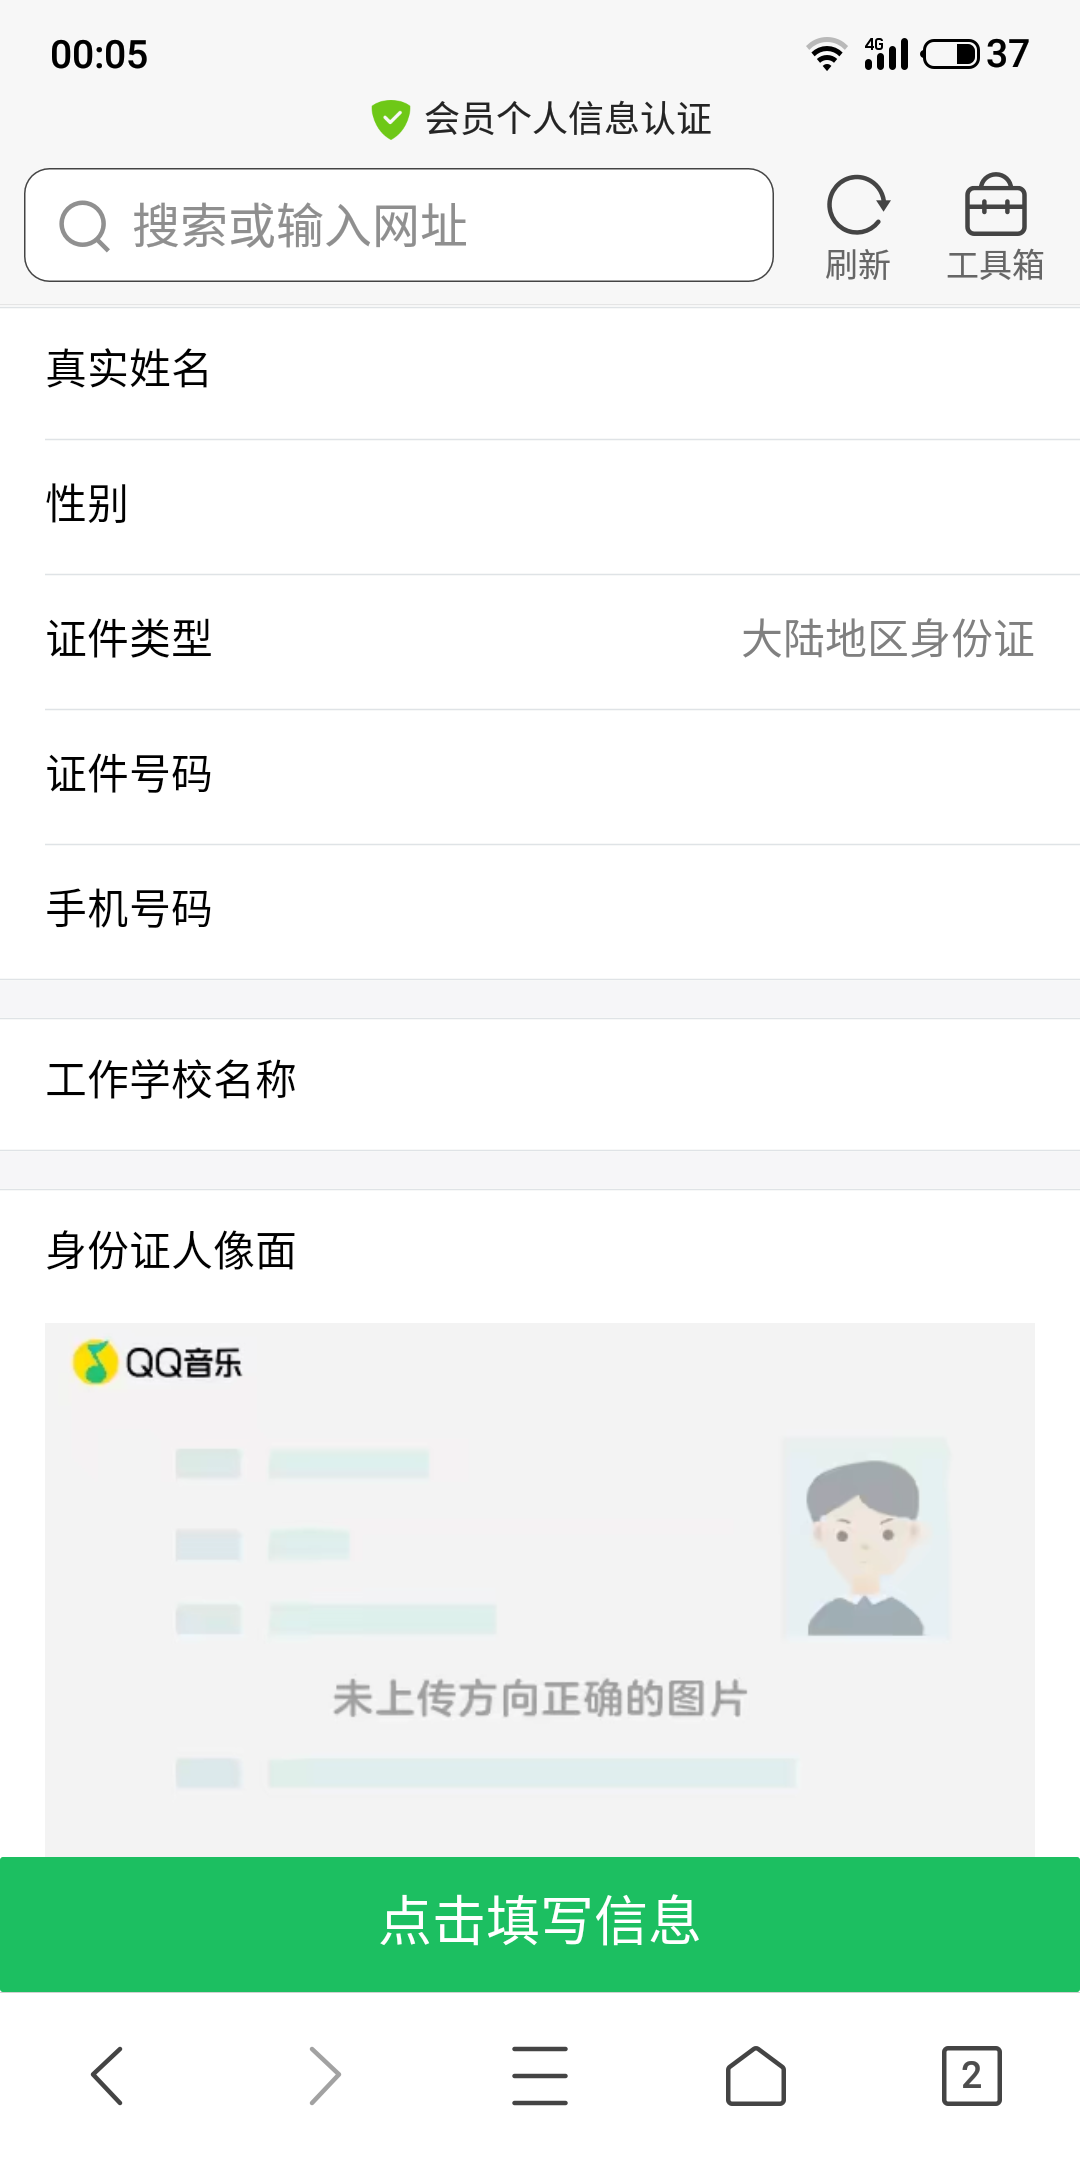 00:05
4G
37
会员个人信息认证
搜索或输入网址
刷新
工具箱
真实姓名
性别
证件类型 大陆地区身份证
证件号码
手机号码
工作学校名称
身份证人像面
QQ音乐
未上传方向正确的图片
点击填写信息
2